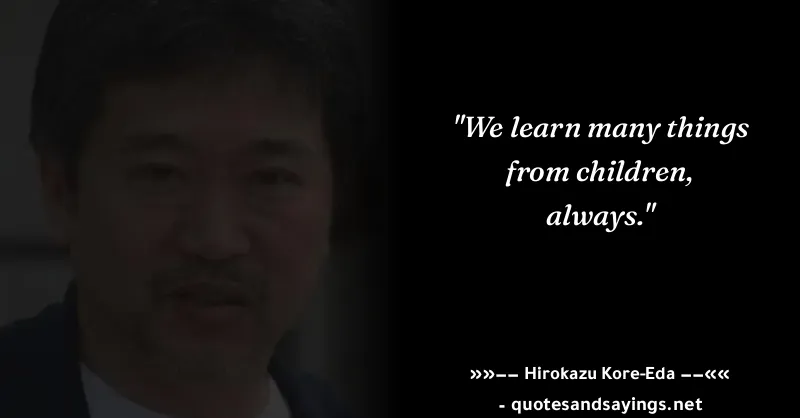 "We learn many things
from children,
always."
»»–– Hirokazu Kore-Eda ––««
- quotesandsayings.net